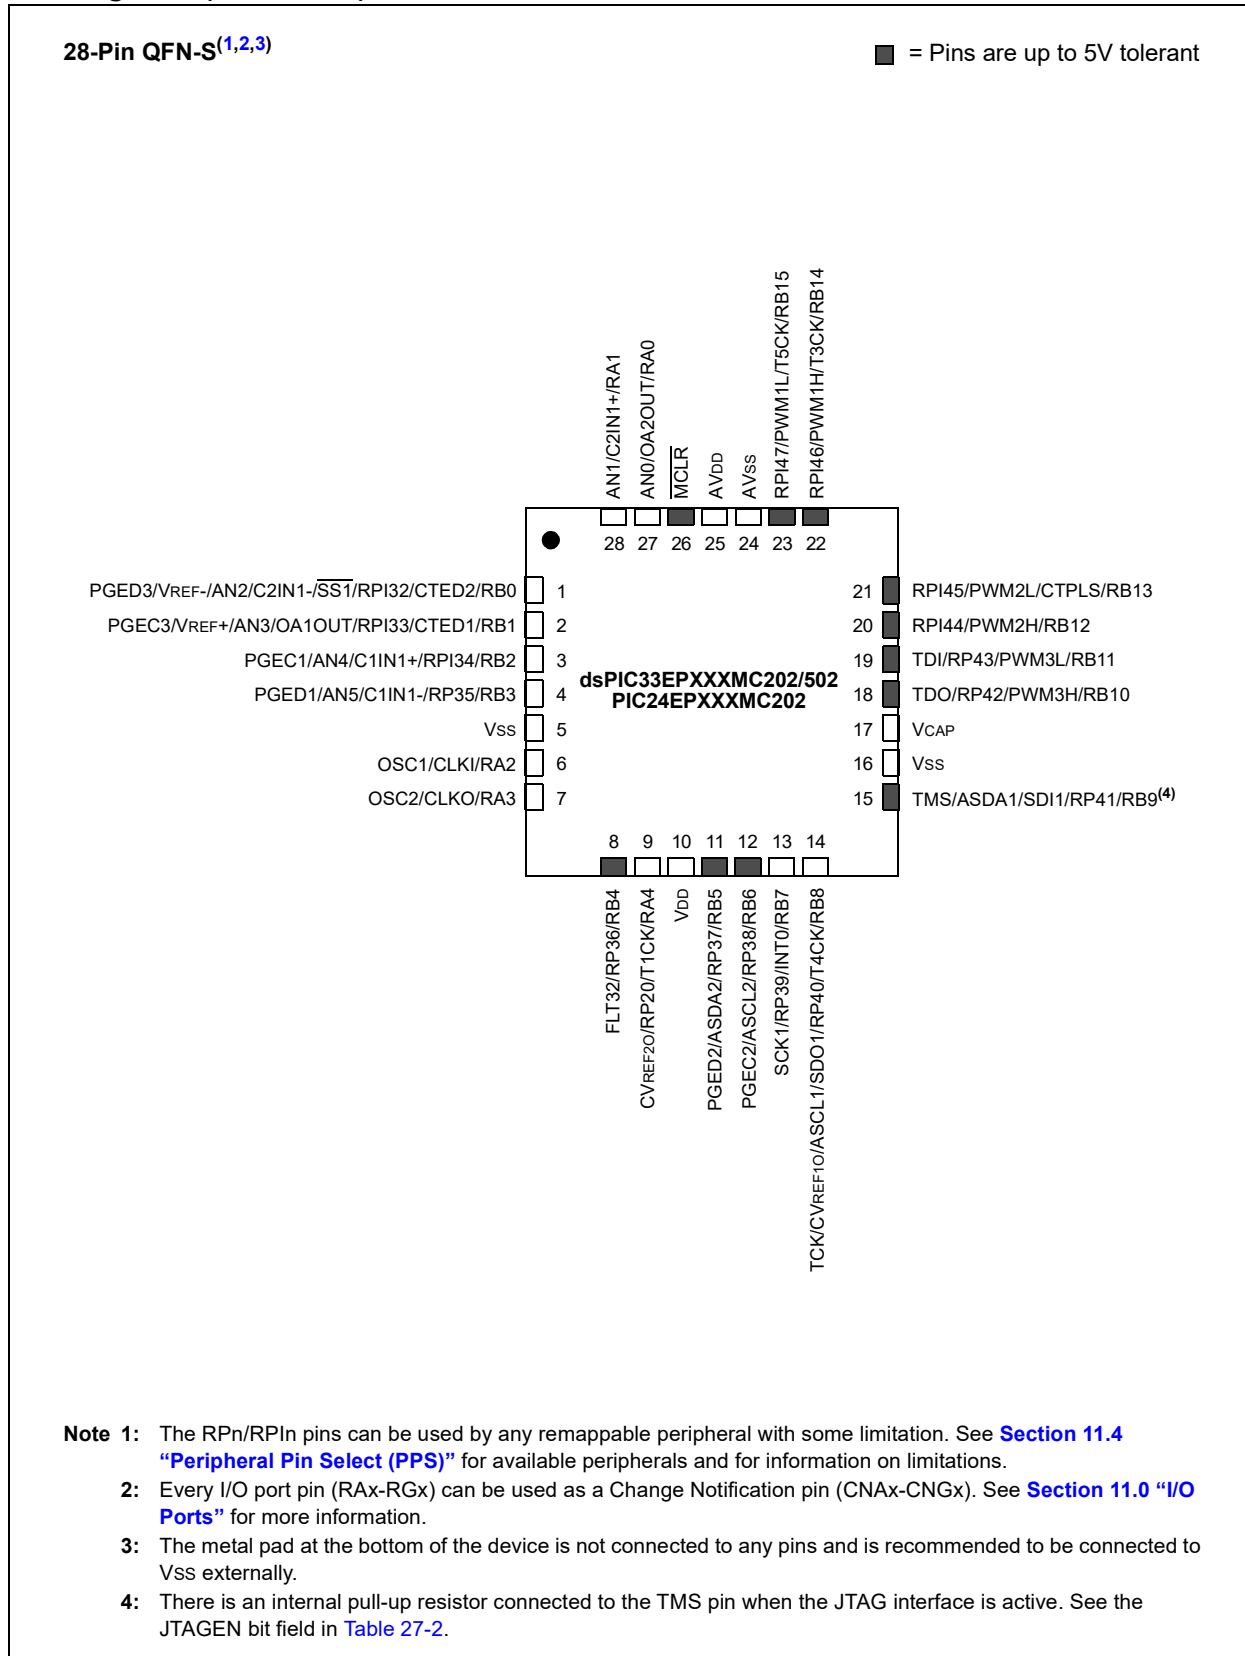 28-Pin QFN-S(1,2,3)
= Pins are up to 5V tolerant
AN1/C2IN1+/RA1
AN0/OA2OUT/RA0
MCLR
AVDD
AVSS
RPI47/PWM1L/T5CK/RB15
RPI46/PWM1H/T3CK/RB14
28 27 26 25 24 23 22
PGED3/VREF-/AN2/C2IN1-/SS1/RPI32/CTED2/RB0 1
21 RPI45/PWM2L/CTPLS/RB13
PGEC3/VREF+/AN3/OA1OUT/RPI33/CTED1/RB1 2
20 RPI44/PWM2H/RB12
PGEC1/AN4/C1IN1+/RPI34/RB2 3
19 TDI/RP43/PWM3L/RB11
dsPIC33EPXXXMC202/502
PIC24EPXXXMC202
PGED1/AN5/C1IN1-/RP35/RB3 4
18 TDO/RP42/PWM3H/RB10
VSS 5
17 VCAP
OSC1/CLKI/RA2 6
16 VSS
OSC2/CLKO/RA3 7
15 TMS/ASDA1/SDI1/RP41/RB9(4)
8 9 10 11 12 13 14
FLT32/RP36/RB4
CVREF2O/RP20/T1CK/RA4
VDD
PGED2/ASDA2/RP37/RB5
PGEC2/ASCL2/RP38/RB6
SCK1/RP39/INT0/RB7
TCK/CVREF1O/ASCL1/SDO1/RP40/T4CK/RB8
Note 1: The RPn/RPIn pins can be used by any remappable peripheral with some limitation. See Section 11.4
“Peripheral Pin Select (PPS)” for available peripherals and for information on limitations.
2: Every I/O port pin (RAx-RGx) can be used as a Change Notification pin (CNAx-CNGx). See Section 11.0 “I/O
Ports” for more information.
3: The metal pad at the bottom of the device is not connected to any pins and is recommended to be connected to
VSS externally.
4: There is an internal pull-up resistor connected to the TMS pin when the JTAG interface is active. See the
JTAGEN bit field in Table 27-2.